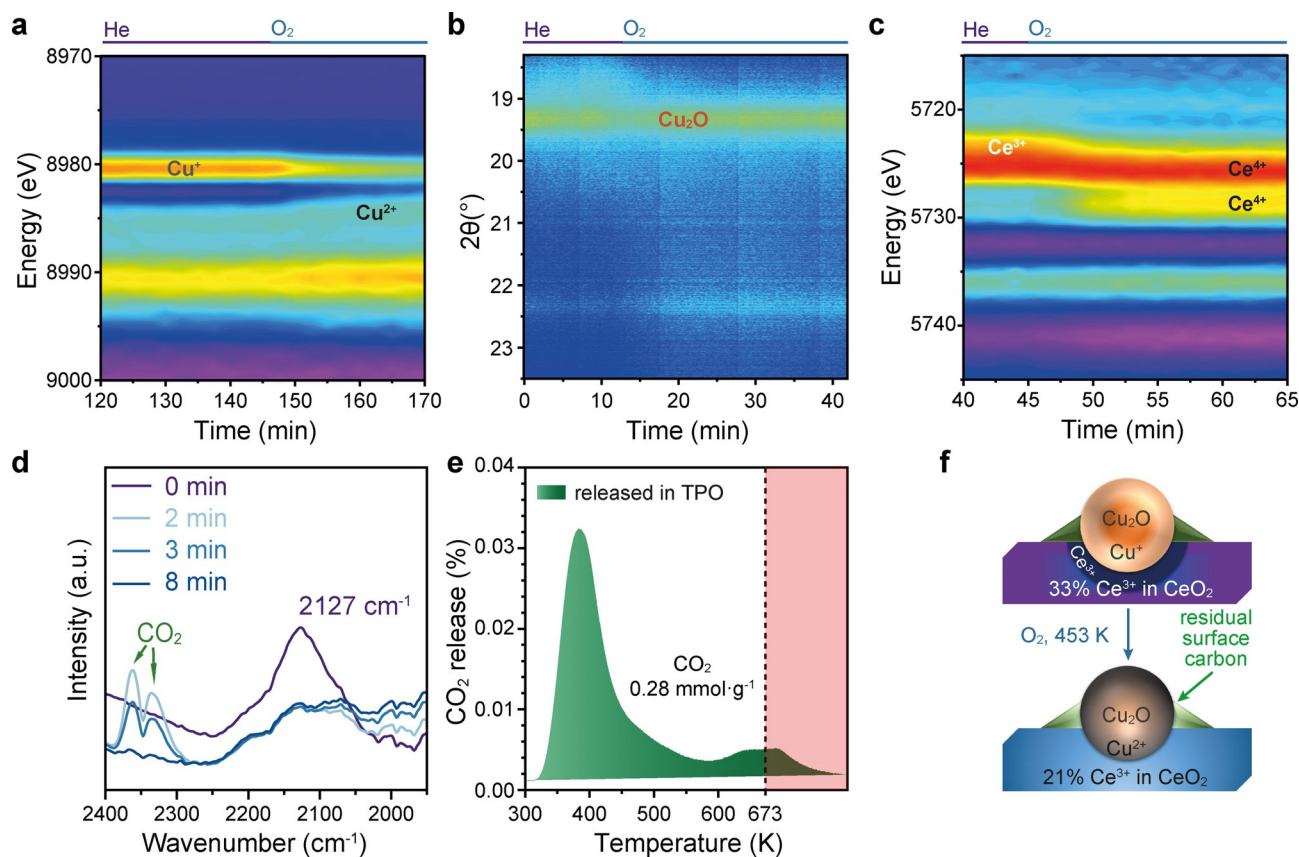 a
He
O₂
8970
8980
8990
9000
Energy (eV)
Cu⁺
Cu²⁺
120
130
140
150
160
170
Time (min)
b
He
O₂
19
20
21
22
23
2θ(°)
Cu₂O
0
10
20
30
40
Time (min)
c
He
O₂
5720
5730
5740
Energy (eV)
Ce³⁺
Ce⁴⁺
Ce⁴⁺
40
45
50
55
60
65
Time (min)
d
0 min
2 min
3 min
8 min
CO₂
2127 cm⁻¹
Intensity (a.u.)
2400
2300
2200
2100
2000
Wavenumber (cm⁻¹)
e
0.04
0.03
0.02
0.01
0.00
CO₂ release (%)
released in TPO
CO₂
0.28 mmol·g⁻¹
300
400
500
600
673
Temperature (K)
f
Cu₂O
Cu⁺
Ce³⁺
33% Ce³⁺ in CeO₂
O₂, 453 K
residual
surface
carbon
Cu₂O
Cu²⁺
21% Ce³⁺ in CeO₂